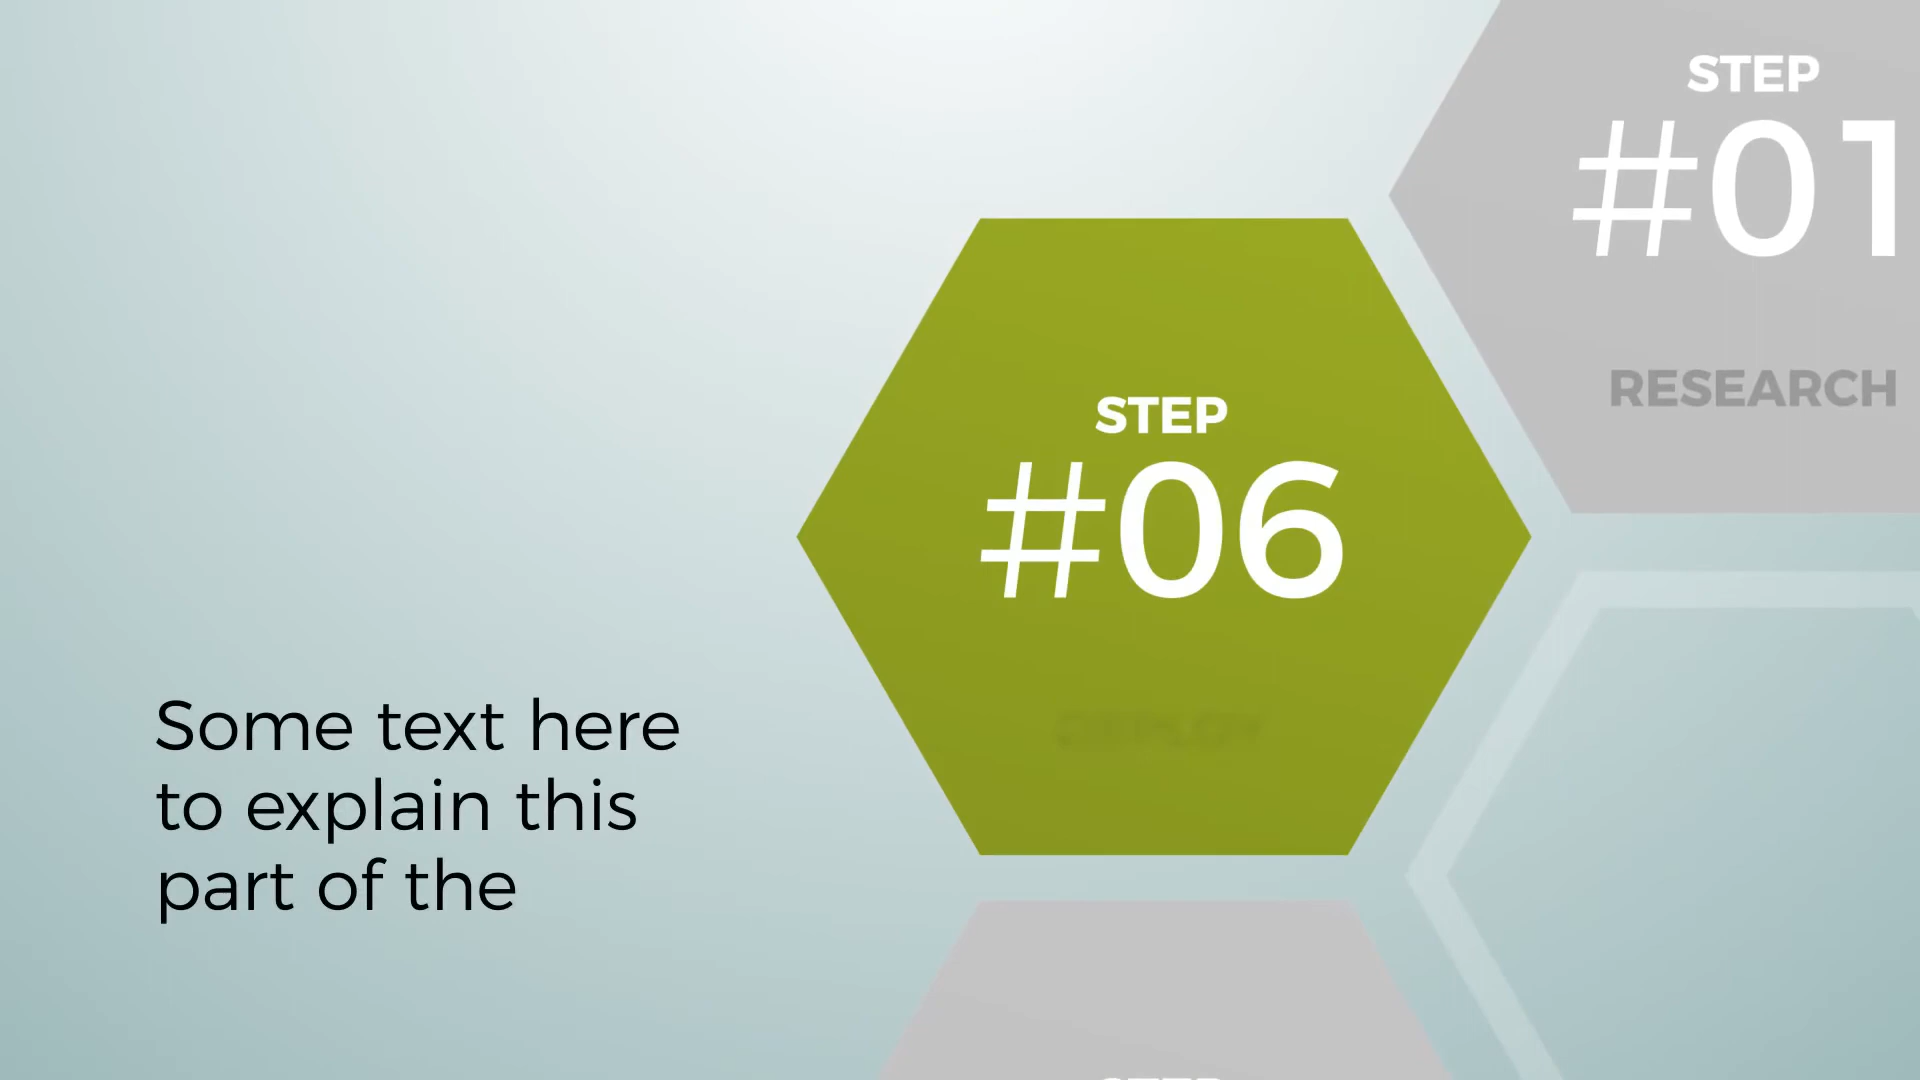 STEP
#01
RESEARCH
STEP
#06
Some text here
to explain this
part of the